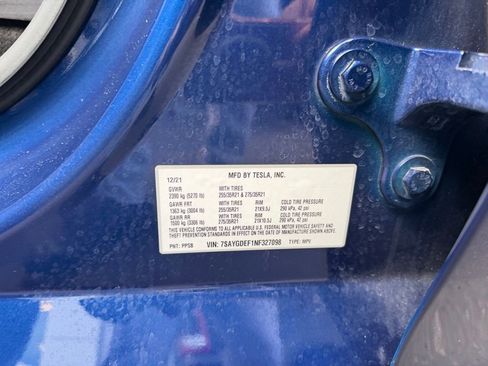 MFD BY TESLA, INC.
12/21
GVWR WITH TIRES
2390 kg (5270 lb) 255/35R21 & 275/35R21
GAWR FRT WITH TIRES RIM COLD TIRE PRESSURE
1363 kg (3004 lb) 255/35R21 21X9.5J 290 kPa, 42 psi
GAWR RR WITH TIRES RIM COLD TIRE PRESSURE
1500 kg (3306 lb) 275/35R21 21X10.5J 290 kPa, 42 psi
THIS VEHICLE CONFORMS TO ALL APPLICABLE U.S. FEDERAL MOTOR VEHICLE SAFETY AND
THEFT PREVENTION STANDARDS IN EFFECT ON THE DATE OF MANUFACTURE SHOWN ABOVE.
PNT: PPSB VIN: 7SAYGDEF1NF327098 TYPE: MPV